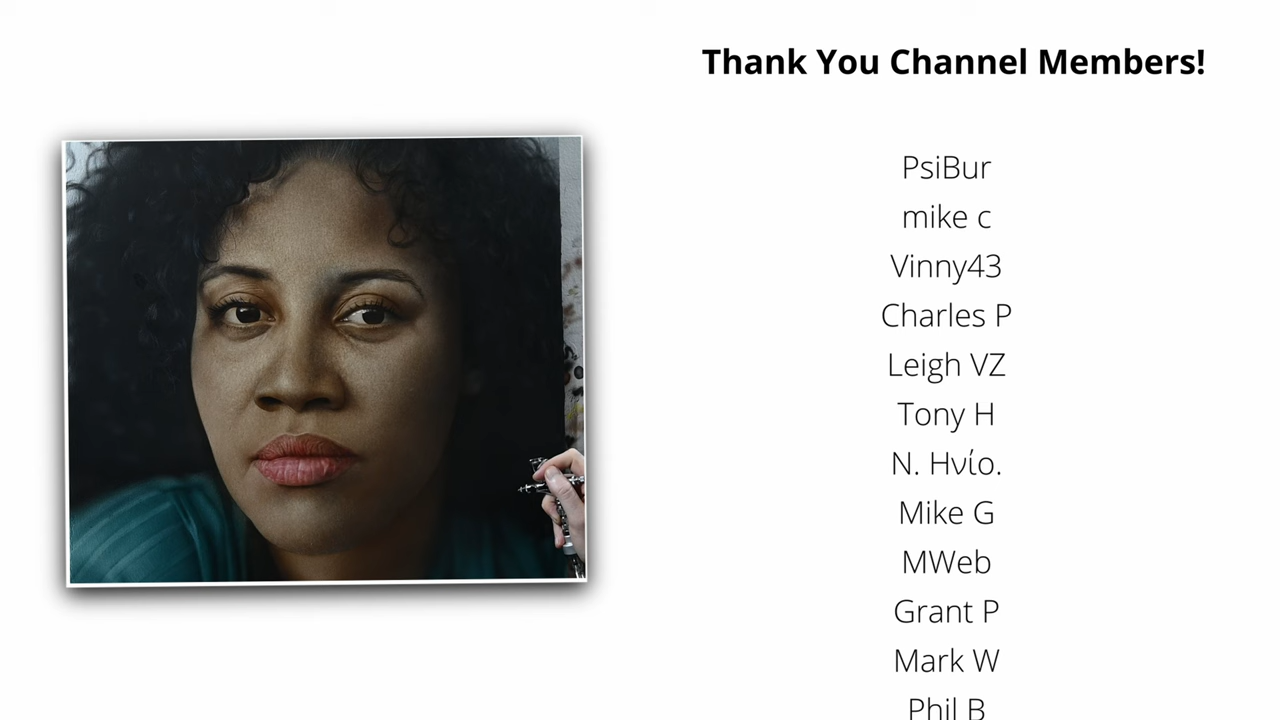 Thank You Channel Members!
PsiBur
mike c
Vinny43
Charles P
Leigh VZ
Tony H
N. Ηνίο.
Mike G
MWeb
Grant P
Mark W
Phil B